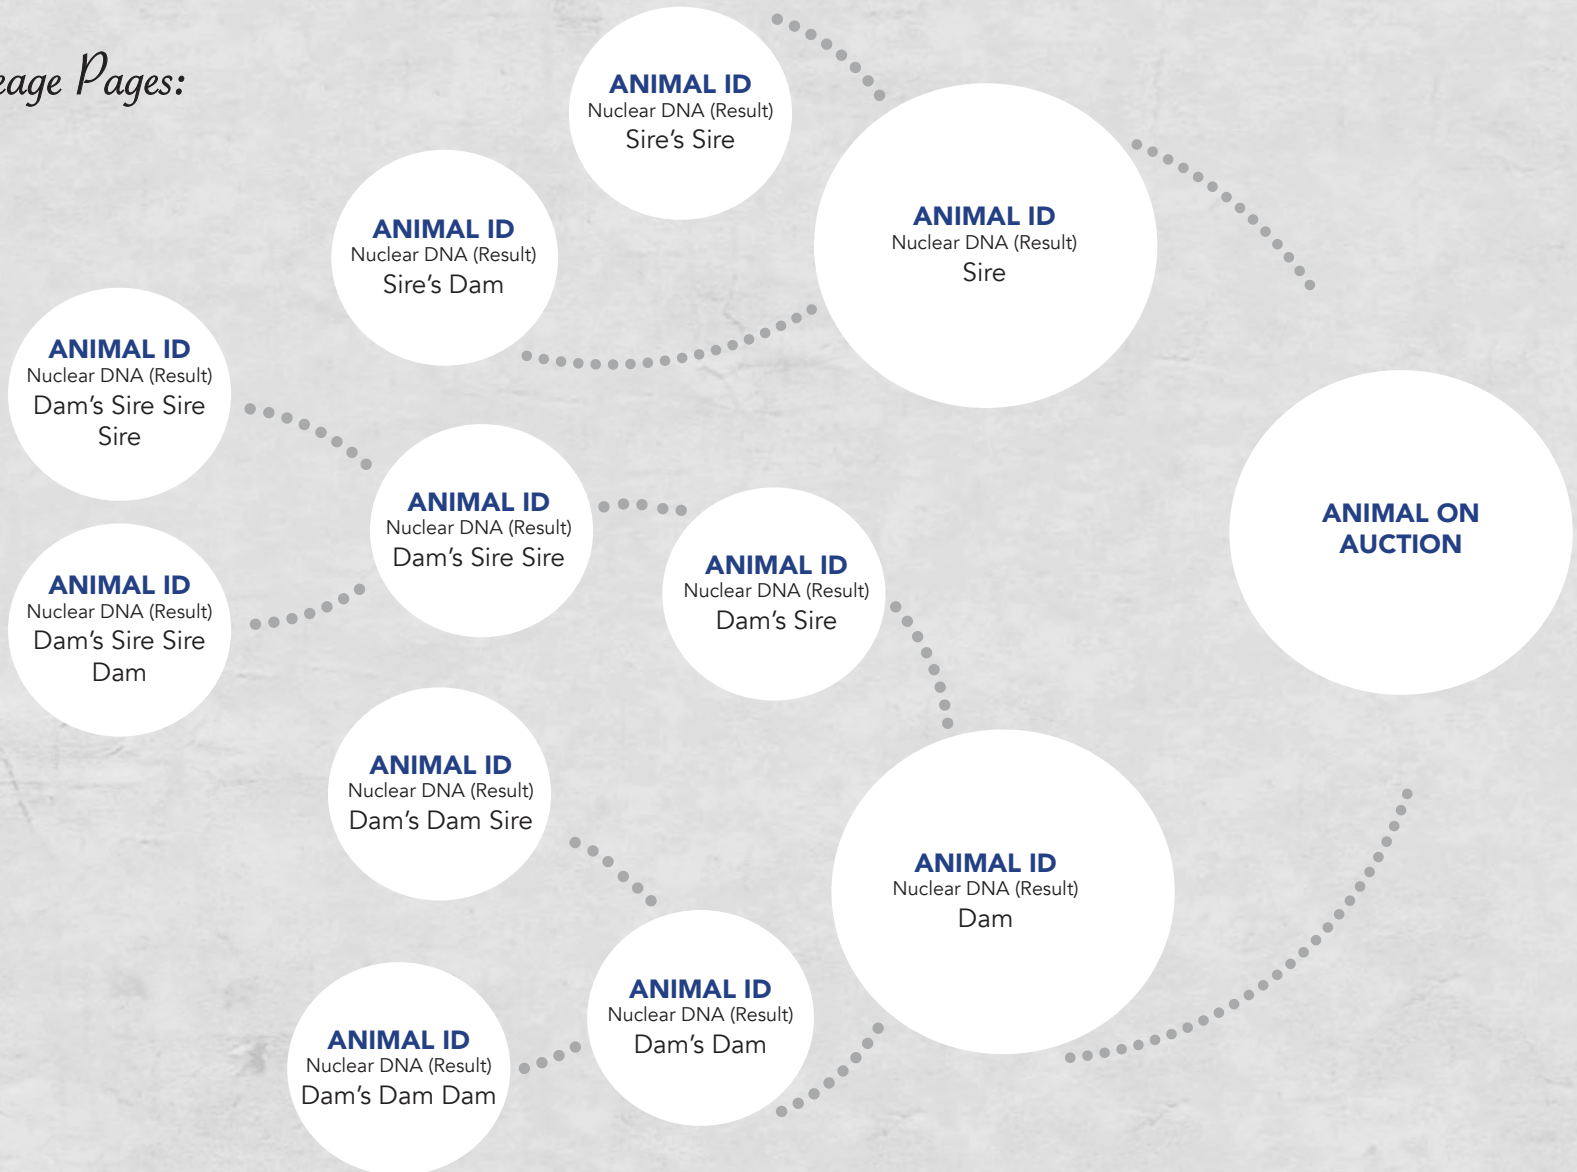 Pages:
ANIMAL ID
Nuclear DNA (Result)
Sire's Sire
ANIMAL ID
Nuclear DNA (Result)
Sire's Dam
ANIMAL ID
Nuclear DNA (Result)
Sire
ANIMAL ID
Nuclear DNA (Result)
Dam's Sire Sire
Sire
ANIMAL ID
Nuclear DNA (Result)
Dam's Sire Sire
ANIMAL ID
Nuclear DNA (Result)
Dam's Sire Sire
Dam
ANIMAL ID
Nuclear DNA (Result)
Dam's Sire
ANIMAL ON
AUCTION
ANIMAL ID
Nuclear DNA (Result)
Dam's Dam Sire
ANIMAL ID
Nuclear DNA (Result)
Dam
ANIMAL ID
Nuclear DNA (Result)
Dam's Dam
ANIMAL ID
Nuclear DNA (Result)
Dam's Dam Dam